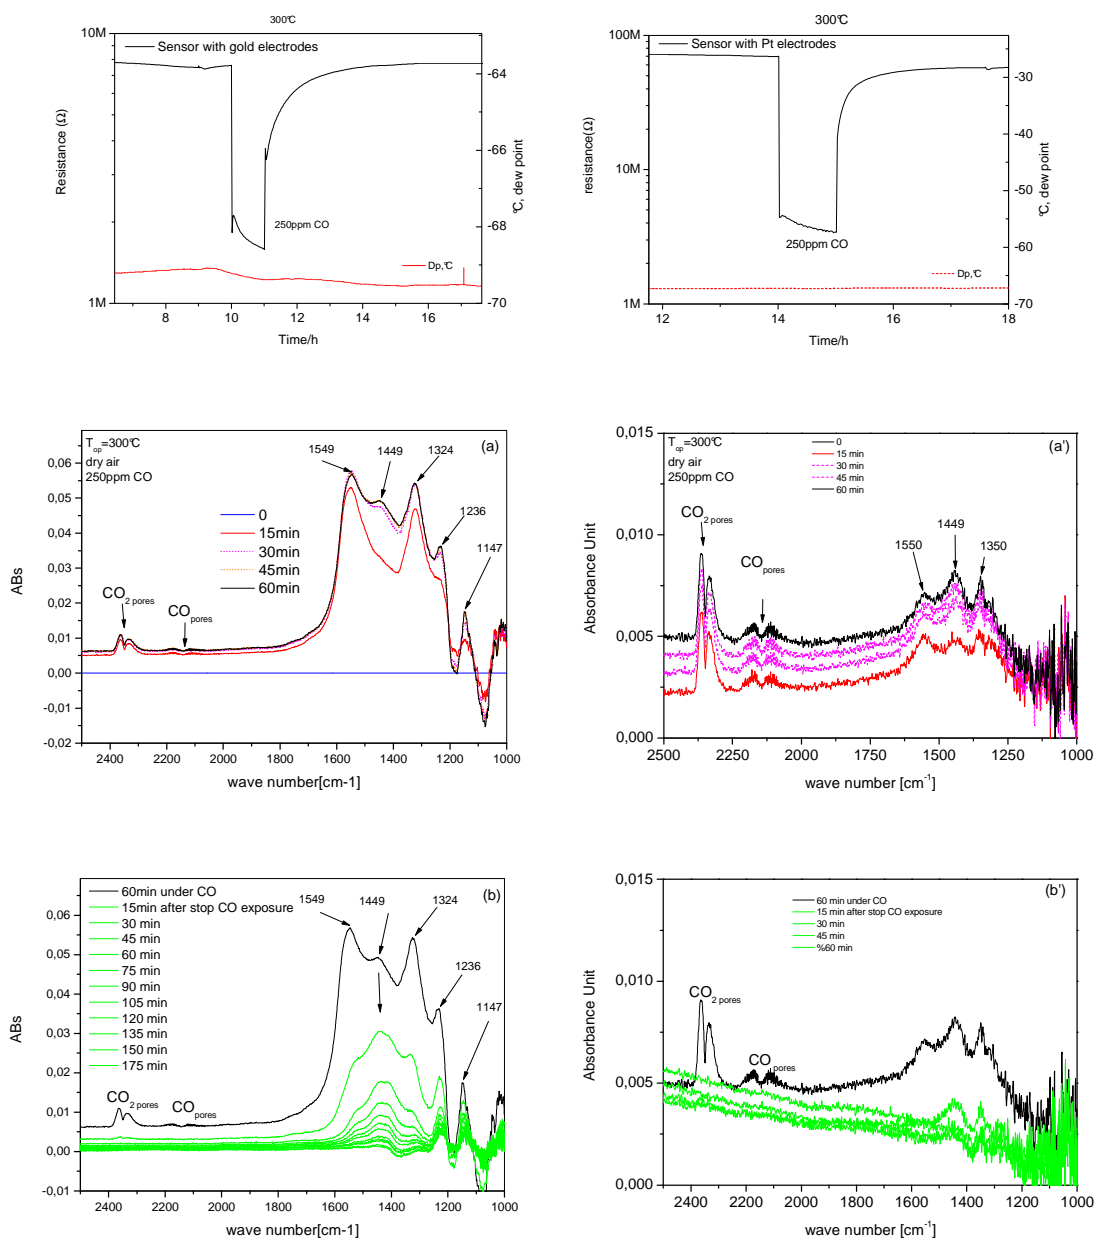 300℃
Sensor with gold electrodes
10M
1M
Resistance (Ω)
-64
-66
-68
-70
℃, dew point
250ppm CO
Dp,℃
8
10
12
14
16
Time/h
300℃
Sensor with Pt electrodes
100M
10M
1M
resistance(Ω)
-30
-40
-50
-60
-70
℃, dew point
250ppm CO
Dp,℃
12
14
16
18
Time/h
(a)
Top=300℃
dry air
250ppm CO
0,06
0,05
0,04
0,03
0,02
0,01
0,00
-0,01
-0,02
ABs
1549
1449
1324
1236
1147
0
15min
30min
45min
60min
CO2 pores
COpores
2400
2200
2000
1800
1600
1400
1200
1000
wave number[cm-1]
(a')
Top=300℃
dry air
250ppm CO
0,015
0,010
0,005
0,000
Absorbance Unit
0
15 min
30 min
45 min
60 min
CO2 pores
COpores
1550
1449
1350
2500
2250
2000
1750
1500
1250
1000
wave number [cm-1]
(b)
0,06
0,05
0,04
0,03
0,02
0,01
0,00
-0,01
ABs
60min under CO
15min after stop CO exposure
30 min
45 min
60 min
75 min
90 min
105 min
120 min
135 min
150 min
175 min
1549
1449
1324
1236
1147
CO2 pores
COpores
2400
2200
2000
1800
1600
1400
1200
1000
wave number[cm-1]
(b')
0,015
0,010
0,005
0,000
Absorbance Unit
60 min under CO
15 min after stop CO exposure
30 min
45 min
%60 min
CO2 pores
COpores
2400
2200
2000
1800
1600
1400
1200
1000
wave number [cm-1]